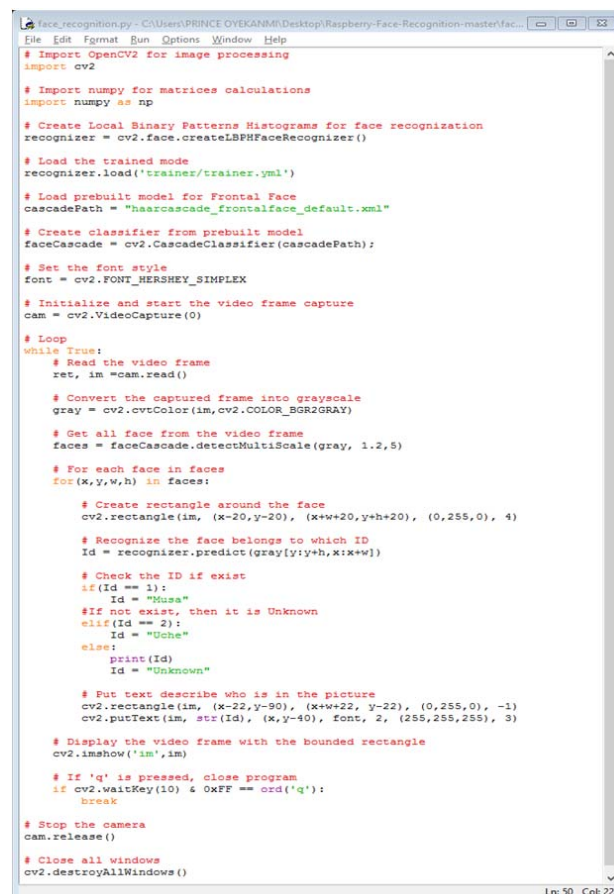 face_recognition.py - C:\Users\PRINCE OYEKANMI\Desktop\Raspberry-Face-Recognition-master\fac...
File Edit Format Run Options Window Help
# Import OpenCV2 for image processing
import cv2

# Import numpy for matrices calculations
import numpy as np

# Create Local Binary Patterns Histograms for face recognization
recognizer = cv2.face.createLBPHFaceRecognizer()

# Load the trained mode
recognizer.load('trainer/trainer.yml')

# Load prebuilt model for Frontal Face
cascadePath = "haarcascade_frontalface_default.xml"

# Create classifier from prebuilt model
faceCascade = cv2.CascadeClassifier(cascadePath);

# Set the font style
font = cv2.FONT_HERSHEY_SIMPLEX

# Initialize and start the video frame capture
cam = cv2.VideoCapture(0)

# Loop
while True:
    # Read the video frame
    ret, im =cam.read()

    # Convert the captured frame into grayscale
    gray = cv2.cvtColor(im,cv2.COLOR_BGR2GRAY)

    # Get all face from the video frame
    faces = faceCascade.detectMultiScale(gray, 1.2,5)

    # For each face in faces
    for(x,y,w,h) in faces:

        # Create rectangle around the face
        cv2.rectangle(im, (x-20,y-20), (x+w+20,y+h+20), (0,255,0), 4)

        # Recognize the face belongs to which ID
        Id = recognizer.predict(gray[y:y+h,x:x+w])

        # Check the ID if exist
        if(Id == 1):
            Id = "Musa"
        #If not exist, then it is Unknown
        elif(Id == 2):
            Id = "Uche"
        else:
            print(Id)
            Id = "Unknown"

        # Put text describe who is in the picture
        cv2.rectangle(im, (x-22,y-90), (x+w+22, y-22), (0,255,0), -1)
        cv2.putText(im, str(Id), (x,y-40), font, 2, (255,255,255), 3)

    # Display the video frame with the bounded rectangle
    cv2.imshow('im',im)

    # If 'q' is pressed, close program
    if cv2.waitKey(10) & 0xFF == ord('q'):
        break

# Stop the camera
cam.release()

# Close all windows
cv2.destroyAllWindows()
Ln: 50 Col: 22